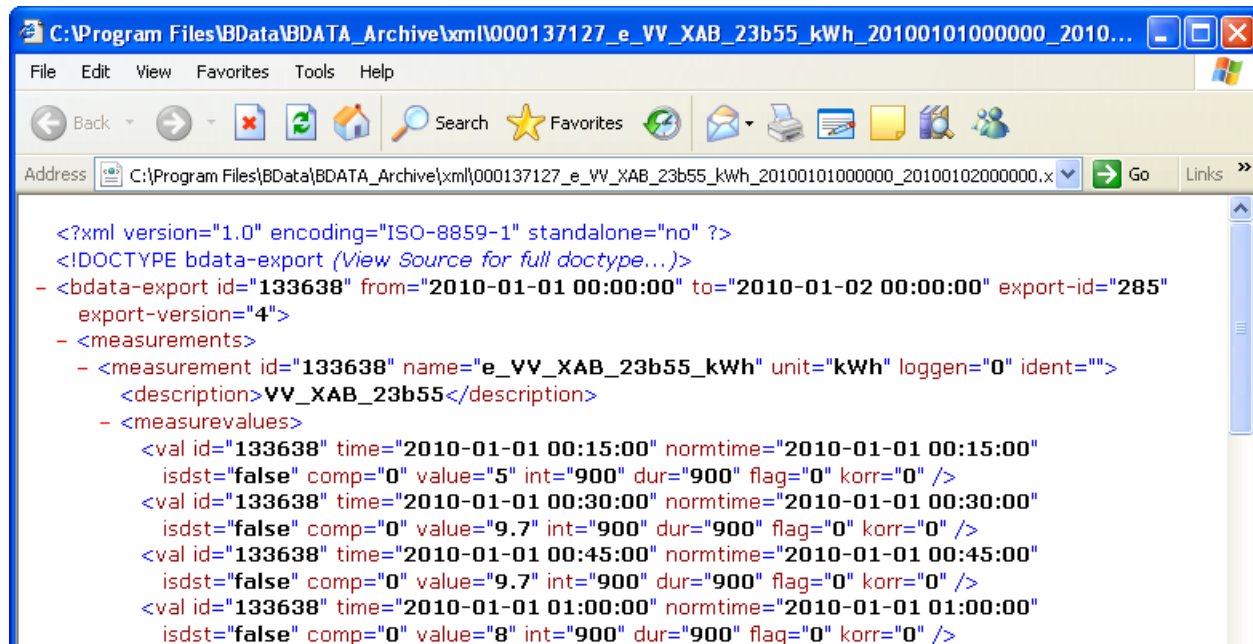 C:\Program Files\BData\BDATA_Archive\xml\000137127_e_VV_XAB_23b55_kWh_20100101000000_2010...
File Edit View Favorites Tools Help
Back Search Favorites
Address C:\Program Files\BData\BDATA_Archive\xml\000137127_e_VV_XAB_23b55_kWh_20100101000000_20100102000000.x Go Links »
<?xml version="1.0" encoding="ISO-8859-1" standalone="no" ?>
<!DOCTYPE bdata-export (View Source for full doctype...)>
- <bdata-export id="133638" from="2010-01-01 00:00:00" to="2010-01-02 00:00:00" export-id="285"
export-version="4">
- <measurements>
- <measurement id="133638" name="e_VV_XAB_23b55_kWh" unit="kWh" loggen="0" ident="">
<description>VV_XAB_23b55</description>
- <measurevalues>
<val id="133638" time="2010-01-01 00:15:00" normtime="2010-01-01 00:15:00"
isdst="false" comp="0" value="5" int="900" dur="900" flag="0" korr="0" />
<val id="133638" time="2010-01-01 00:30:00" normtime="2010-01-01 00:30:00"
isdst="false" comp="0" value="9.7" int="900" dur="900" flag="0" korr="0" />
<val id="133638" time="2010-01-01 00:45:00" normtime="2010-01-01 00:45:00"
isdst="false" comp="0" value="9.7" int="900" dur="900" flag="0" korr="0" />
<val id="133638" time="2010-01-01 01:00:00" normtime="2010-01-01 01:00:00"
isdst="false" comp="0" value="8" int="900" dur="900" flag="0" korr="0" />